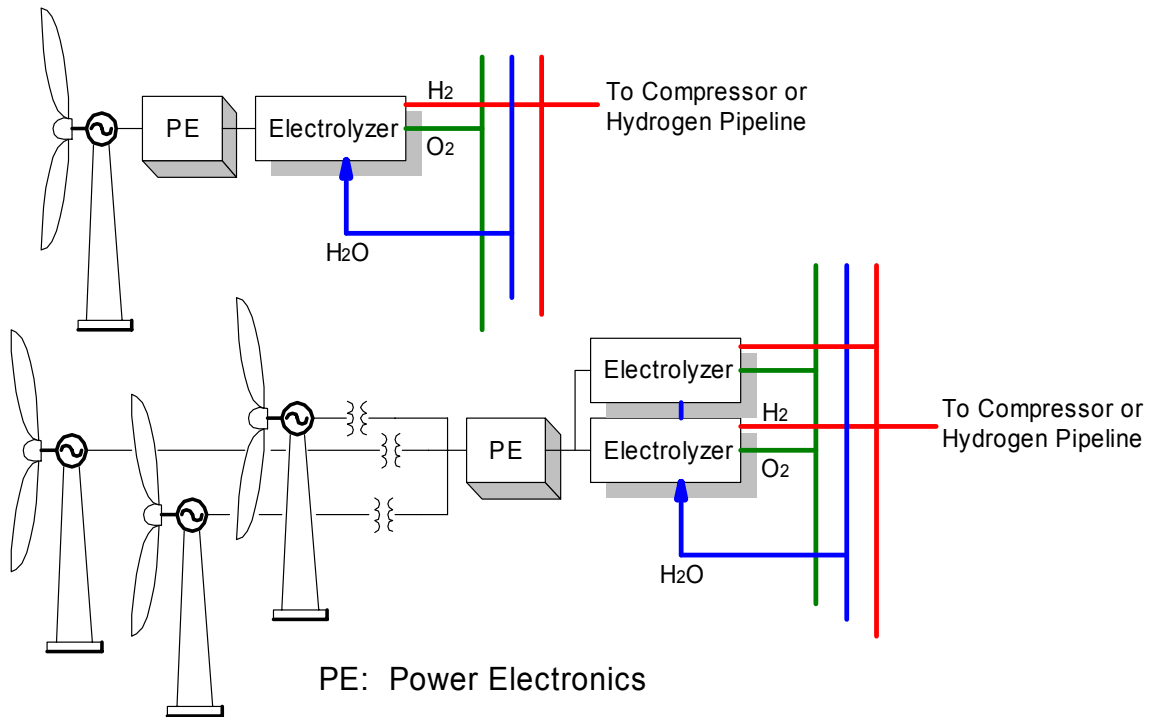 H2
To Compressor or
Hydrogen Pipeline
PE
Electrolyzer
O2
H2O
Electrolyzer
H2
To Compressor or
Hydrogen Pipeline
PE
Electrolyzer
O2
H2O
PE: Power Electronics